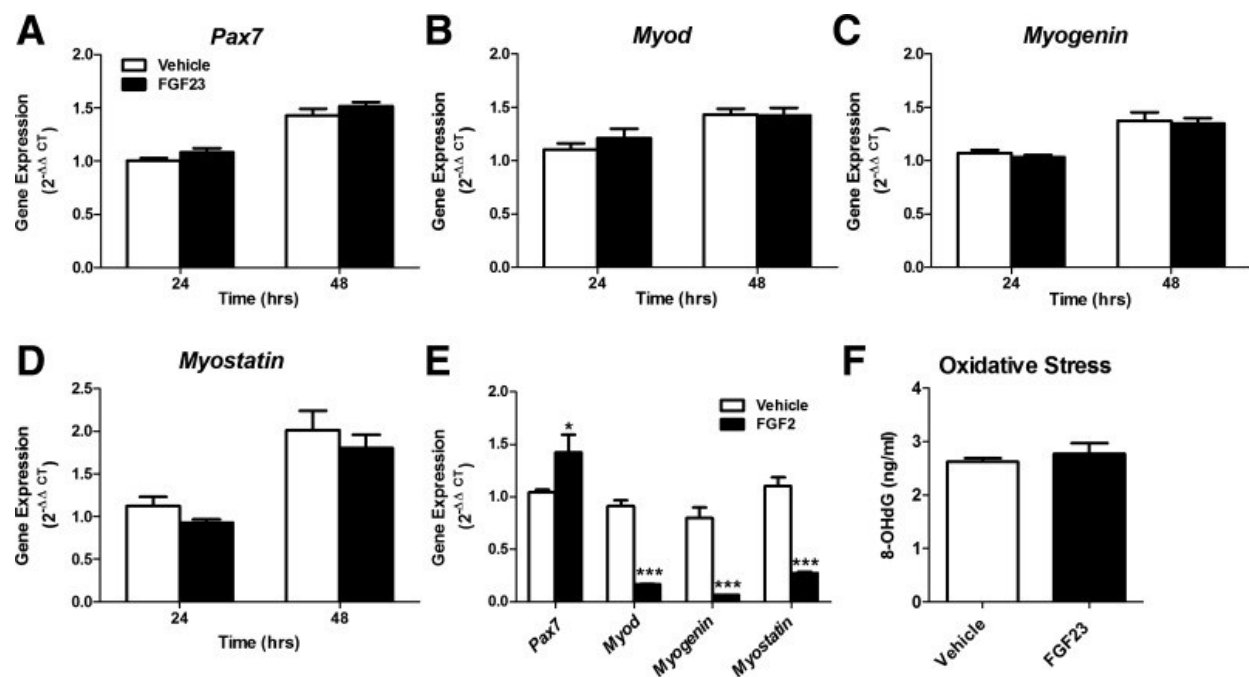 A
Pax7
Gene Expression
(2-ΔΔ CT)
2.0
1.5
1.0
0.5
0.0
Vehicle
FGF23
24 48
Time (hrs)
B
Myod
Gene Expression
(2-ΔΔ CT)
2.0
1.5
1.0
0.5
0.0
24 48
Time (hrs)
C
Myogenin
Gene Expression
(2-ΔΔ CT)
2.0
1.5
1.0
0.5
0.0
24 48
Time (hrs)
D
Myostatin
Gene Expression
(2-ΔΔ CT)
2.5
2.0
1.5
1.0
0.5
0.0
24 48
Time (hrs)
E
Gene Expression
(2-ΔΔ CT)
2.0
1.5
1.0
0.5
0.0
Vehicle
FGF2
* *** *** ***
Pax7 Myod Myogenin Myostatin
F
Oxidative Stress
8-OHdG (ng/ml)
4
3
2
1
0
Vehicle FGF23